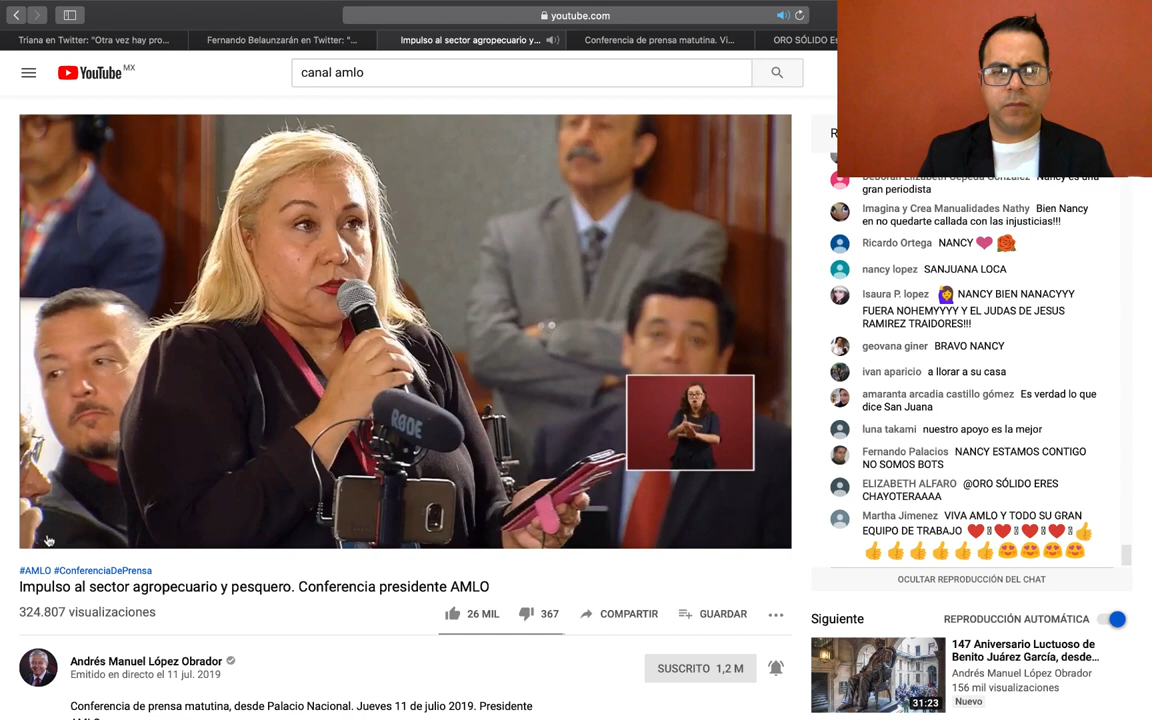 youtube.com
Triana en Twitter: "Otra vez hay pro...
Fernando Belaunzarán en Twitter: "...
Impulso al sector agropecuario y...
Conferencia de prensa matutina. Vi...
ORO SÓLIDO Es
YouTube MX
canal amlo
R
Nancy es una
gran periodista
Imagina y Crea Manualidades Nathy Bien Nancy
en no quedarte callada con las injusticias!!!
Ricardo Ortega NANCY💓🌹
nancy lopez SANJUANA LOCA
Isaura P. lopez 🙋‍♀️NANCY BIEN NANACYYY
FUERA NOHEMYYYY Y EL JUDAS DE JESUS
RAMIREZ TRAIDORES!!!
geovana giner BRAVO NANCY
ivan aparicio a llorar a su casa
amaranta arcadia castillo gómez Es verdad lo que
dice San Juana
luna takami nuestro apoyo es la mejor
Fernando Palacios NANCY ESTAMOS CONTIGO
NO SOMOS BOTS
ELIZABETH ALFARO @ORO SÓLIDO ERES
CHAYOTERAAAA
Martha Jimenez VIVA AMLO Y TODO SU GRAN
EQUIPO DE TRABAJO ❤️❤️❤️❤️👍
👍👍👍👍👍👍😍😍😍😍
OCULTAR REPRODUCCIÓN DEL CHAT
RODE
#AMLO #ConferenciaDePrensa
Impulso al sector agropecuario y pesquero. Conferencia presidente AMLO
324.807 visualizaciones
26 MIL 367 COMPARTIR GUARDAR
Andrés Manuel López Obrador
Emitido en directo el 11 jul. 2019
SUSCRITO 1,2 M
Conferencia de prensa matutina, desde Palacio Nacional. Jueves 11 de julio 2019. Presidente
AMLO
Siguiente REPRODUCCIÓN AUTOMÁTICA
147 Aniversario Luctuoso de
Benito Juárez García, desde...
Andrés Manuel López Obrador
156 mil visualizaciones
Nuevo
31:23